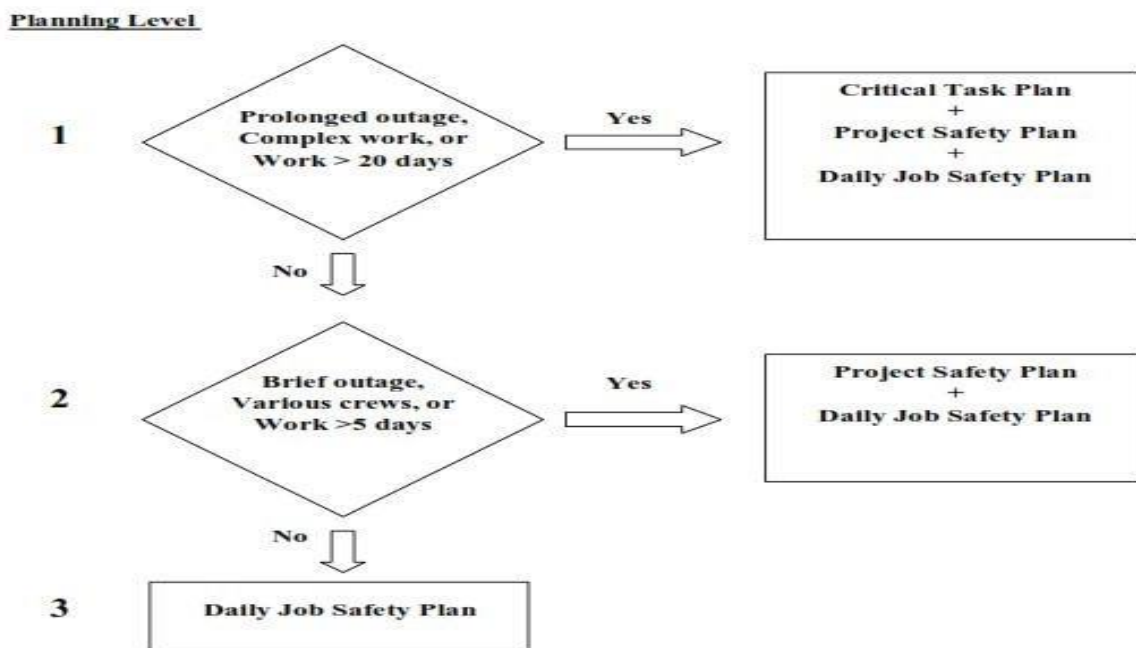 Planning Level
1
Prolonged outage,
Complex work, or
Work > 20 days
Yes
Critical Task Plan
+
Project Safety Plan
+
Daily Job Safety Plan
No
2
Brief outage,
Various crews, or
Work >5 days
Yes
Project Safety Plan
+
Daily Job Safety Plan
No
3
Daily Job Safety Plan